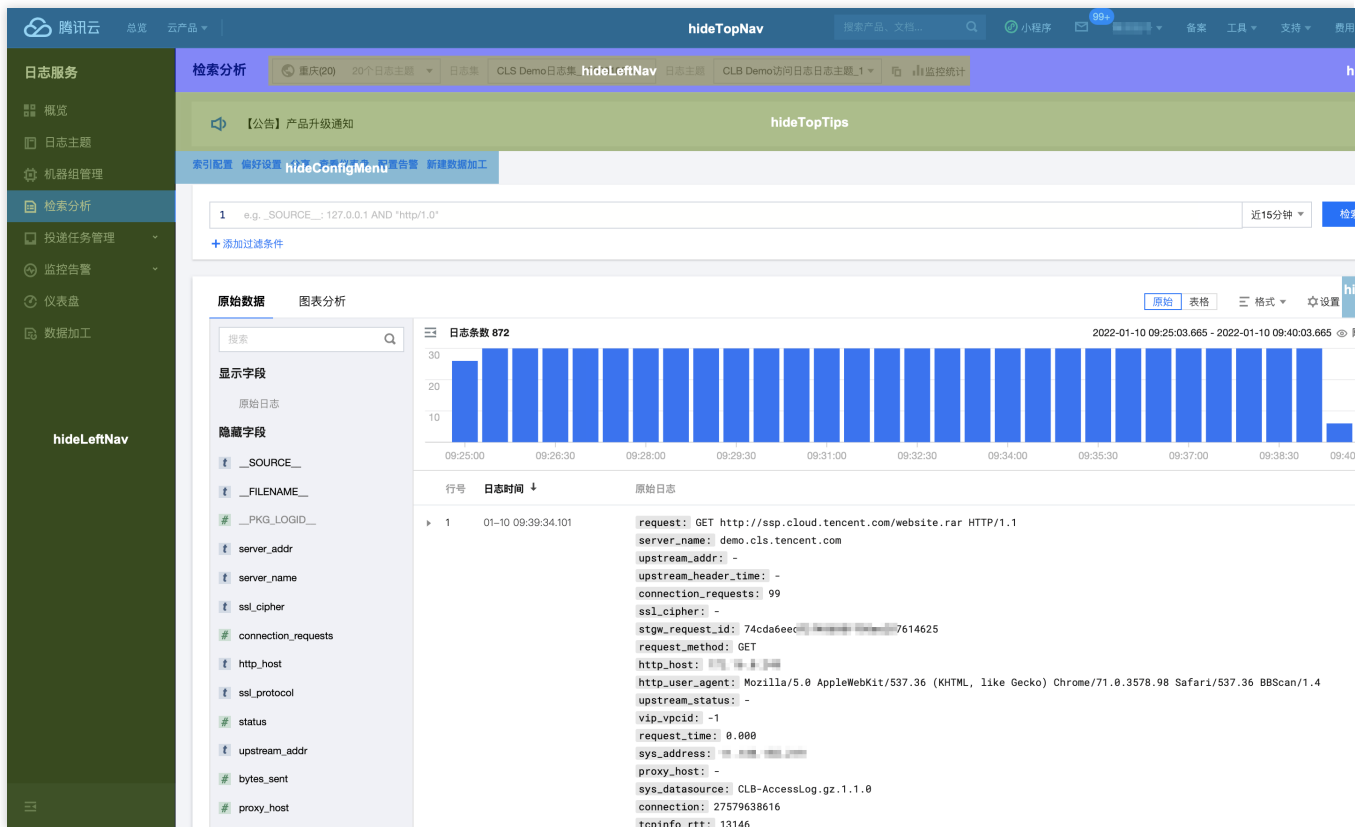 腾讯云 总览 云产品 hideTopNav 搜索产品、文档... 小程序 99+ 备案 工具 支持 费用
日志服务
检索分析 重庆(20) 20个日志主题 日志集 CLS Demo日志集_ hideLeftNav 日志主题 CLB Demo访问日志日志主题_1 监控统计 h
概览
【公告】产品升级通知 hideTopTips
日志主题
索引配置 偏好设置 hideConfigMenu 配置告警 新建数据加工
机器组管理
检索分析
1 e.g. _SOURCE_: 127.0.0.1 AND "http/1.0" 近15分钟 检索
投递任务管理
添加过滤条件
监控告警
仪表盘
数据加工
hideLeftNav
原始数据 图表分析 原始 表格 格式 设置 hi
搜索
日志条数 872 2022-01-10 09:25:03.665 - 2022-01-10 09:40:03.665
显示字段
原始日志
隐藏字段
t __SOURCE__
t __FILENAME__
# __PKG_LOGID__
t server_addr
t server_name
t ssl_cipher
# connection_requests
t http_host
t ssl_protocol
# status
t upstream_addr
# bytes_sent
# proxy_host
30
20
10
09:25:00 09:26:30 09:28:00 09:29:30 09:31:00 09:32:30 09:34:00 09:35:30 09:37:00 09:38:30 09:40
行号 日志时间 原始日志
1 01-10 09:39:34.101 request: GET http://ssp.cloud.tencent.com/website.rar HTTP/1.1
server_name: demo.cls.tencent.com
upstream_addr: -
upstream_header_time: -
connection_requests: 99
ssl_cipher: -
stgw_request_id: 74cda6eec 7614625
request_method: GET
http_host:
http_user_agent: Mozilla/5.0 AppleWebKit/537.36 (KHTML, like Gecko) Chrome/71.0.3578.98 Safari/537.36 BBScan/1.4
upstream_status: -
vip_vpcid: -1
request_time: 0.000
sys_address:
proxy_host: -
sys_datasource: CLB-AccessLog.gz.1.1.0
connection: 27579638616
tcpinfo_rtt: 13146